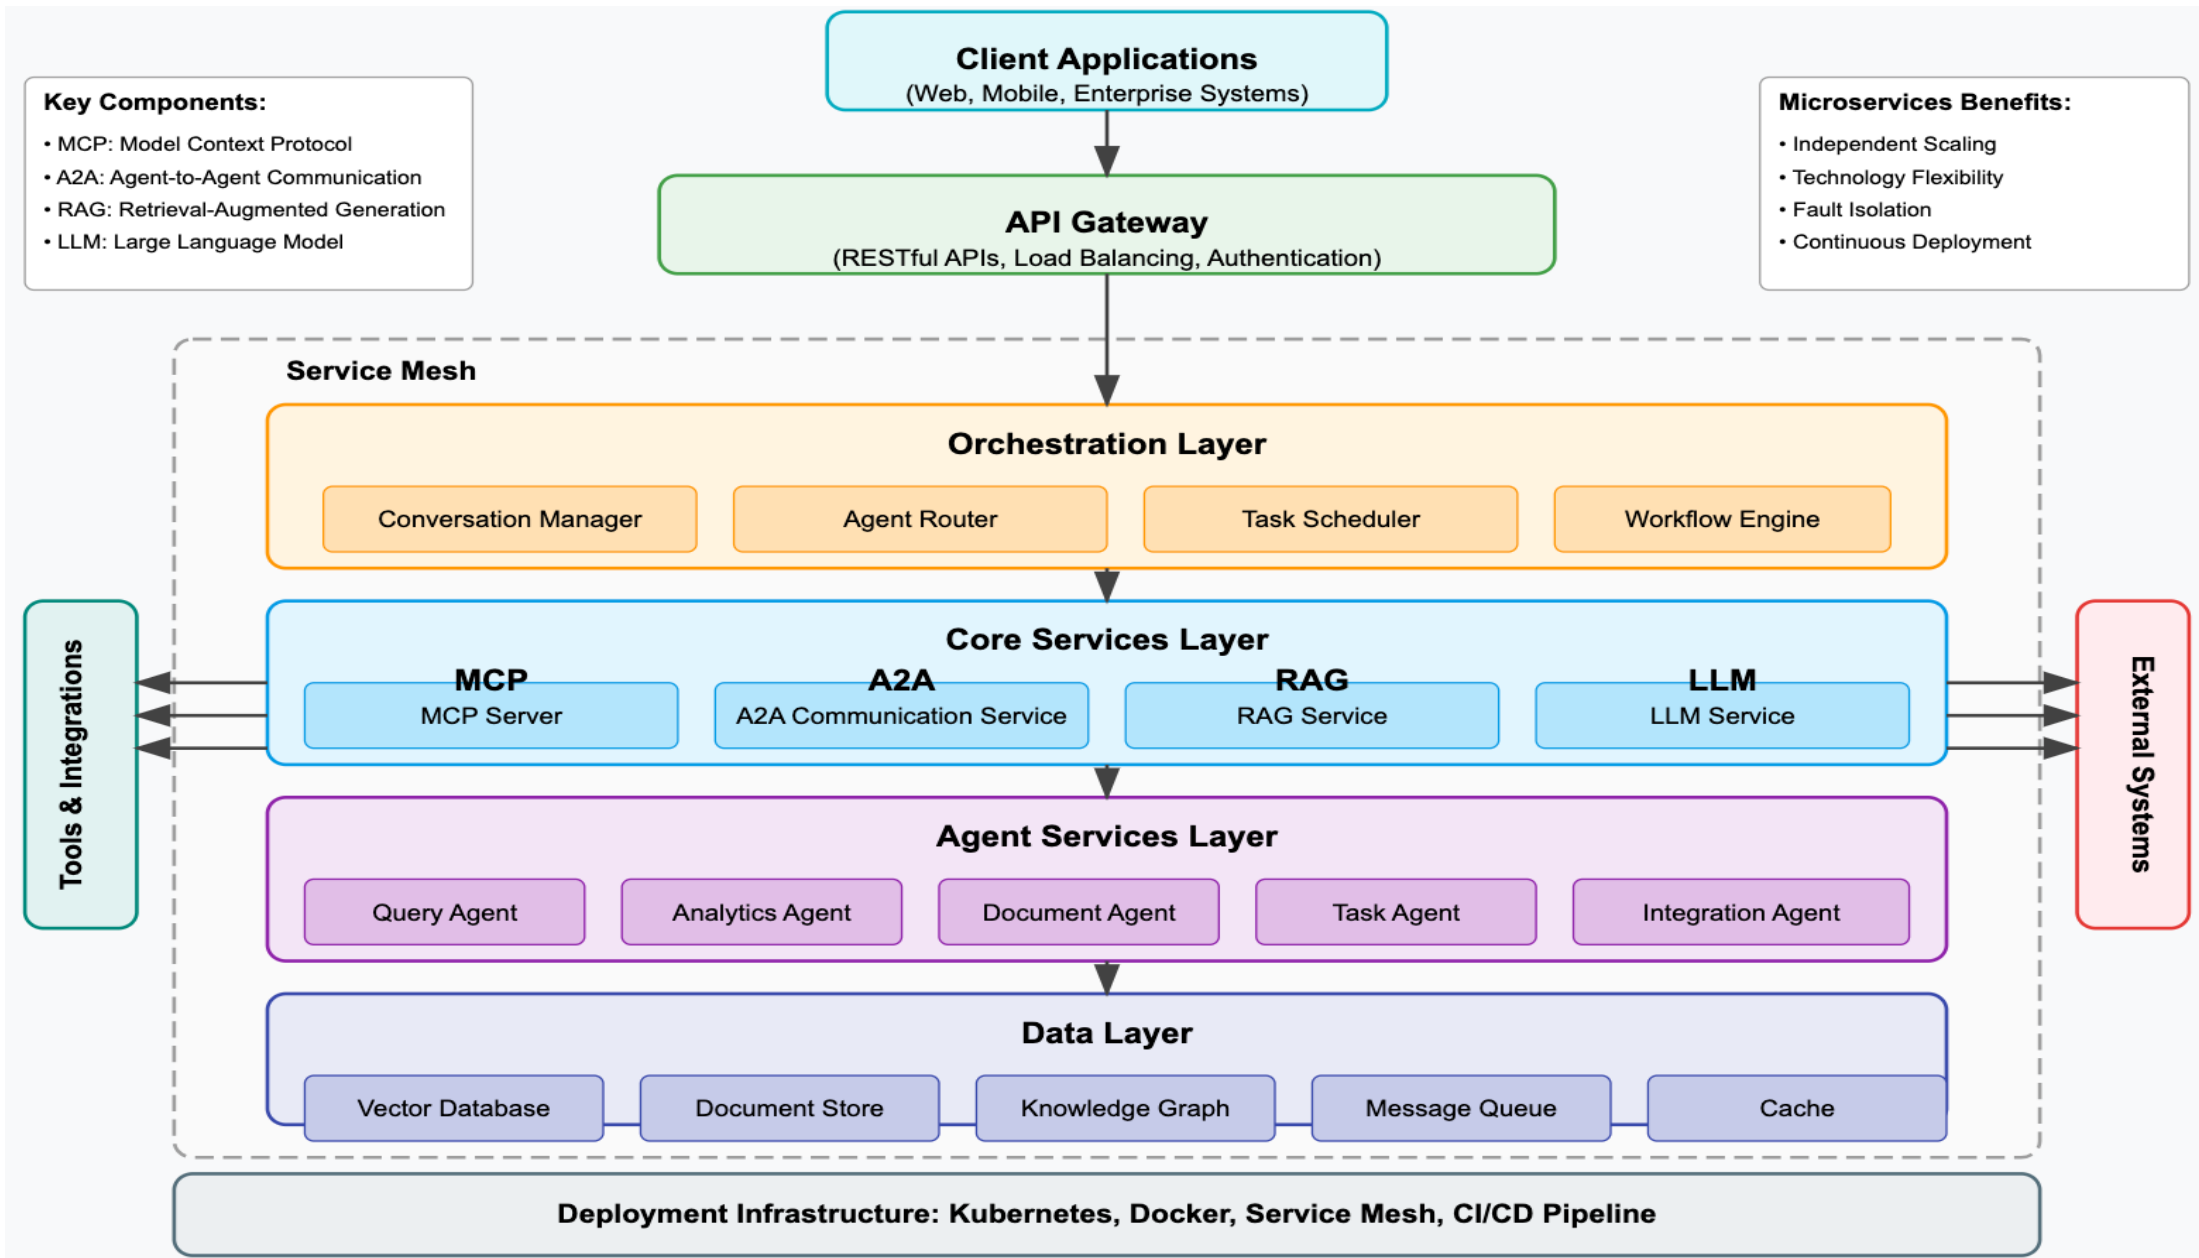 Client Applications
(Web, Mobile, Enterprise Systems)
Key Components:
• MCP: Model Context Protocol
• A2A: Agent-to-Agent Communication
• RAG: Retrieval-Augmented Generation
• LLM: Large Language Model
Microservices Benefits:
• Independent Scaling
• Technology Flexibility
• Fault Isolation
• Continuous Deployment
API Gateway
(RESTful APIs, Load Balancing, Authentication)
Service Mesh
Orchestration Layer
Conversation Manager
Agent Router
Task Scheduler
Workflow Engine
Tools & Integrations
Core Services Layer
MCP
MCP Server
A2A
A2A Communication Service
RAG
RAG Service
LLM
LLM Service
External Systems
Agent Services Layer
Query Agent
Analytics Agent
Document Agent
Task Agent
Integration Agent
Data Layer
Vector Database
Document Store
Knowledge Graph
Message Queue
Cache
Deployment Infrastructure: Kubernetes, Docker, Service Mesh, CI/CD Pipeline